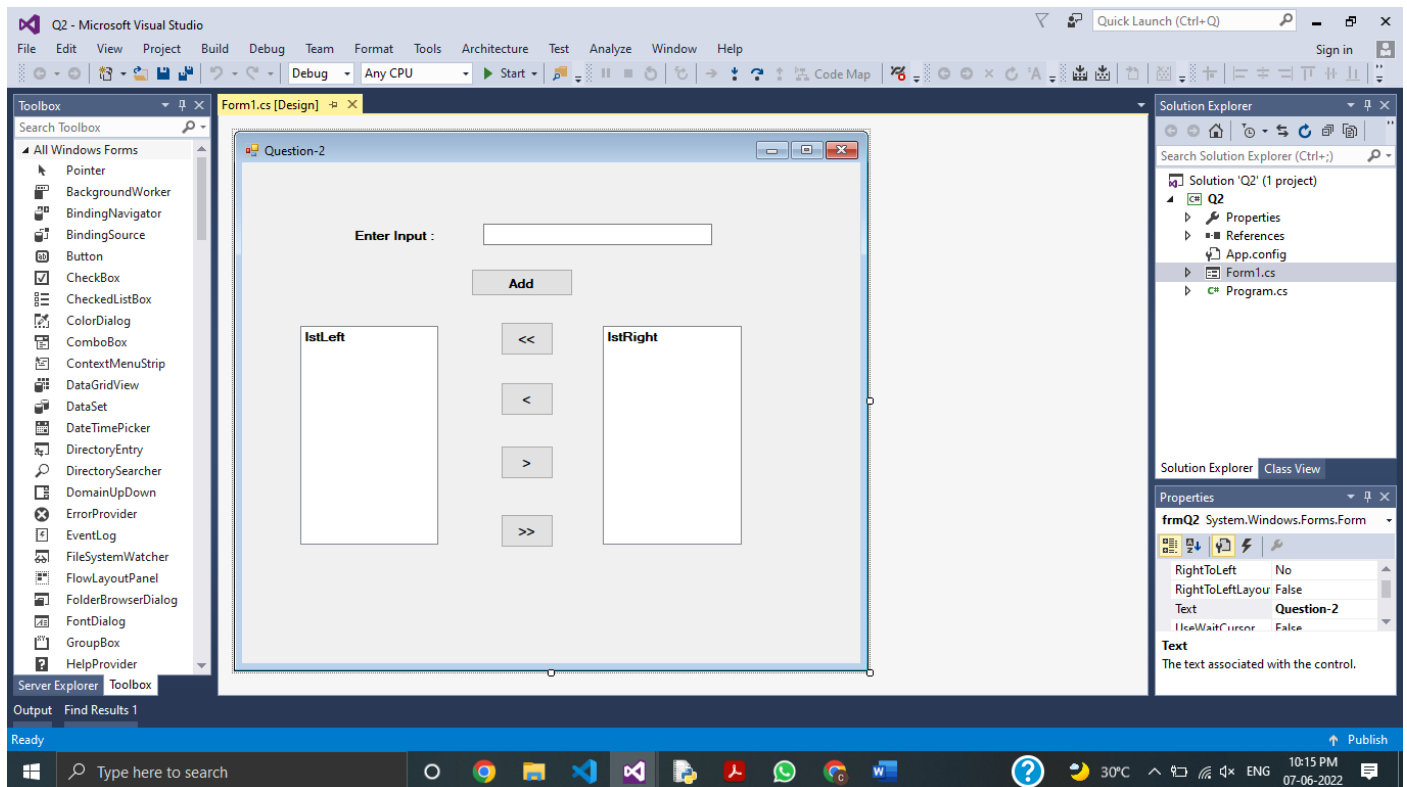 Q2 - Microsoft Visual Studio
Quick Launch (Ctrl+Q)
File Edit View Project Build Debug Team Format Tools Architecture Test Analyze Window Help
Sign in
Debug Any CPU Start Code Map
Toolbox
Search Toolbox
All Windows Forms
Pointer
BackgroundWorker
BindingNavigator
BindingSource
Button
CheckBox
CheckedListBox
ColorDialog
ComboBox
ContextMenuStrip
DataGridView
DataSet
DateTimePicker
DirectoryEntry
DirectorySearcher
DomainUpDown
ErrorProvider
EventLog
FileSystemWatcher
FlowLayoutPanel
FolderBrowserDialog
FontDialog
GroupBox
HelpProvider
Server Explorer Toolbox
Form1.cs [Design]
Question-2
Enter Input :
Add
lstLeft
<<
lstRight
<
>
>>
Solution Explorer
Search Solution Explorer (Ctrl+;)
Solution 'Q2' (1 project)
C# Q2
Properties
References
App.config
Form1.cs
C# Program.cs
Solution Explorer Class View
Properties
frmQ2 System.Windows.Forms.Form
RightToLeft No
RightToLeftLayou False
Text Question-2
UseWaitCursor False
Text
The text associated with the control.
Output Find Results 1
Ready
Publish
Type here to search
30°C
ENG
10:15 PM
07-06-2022